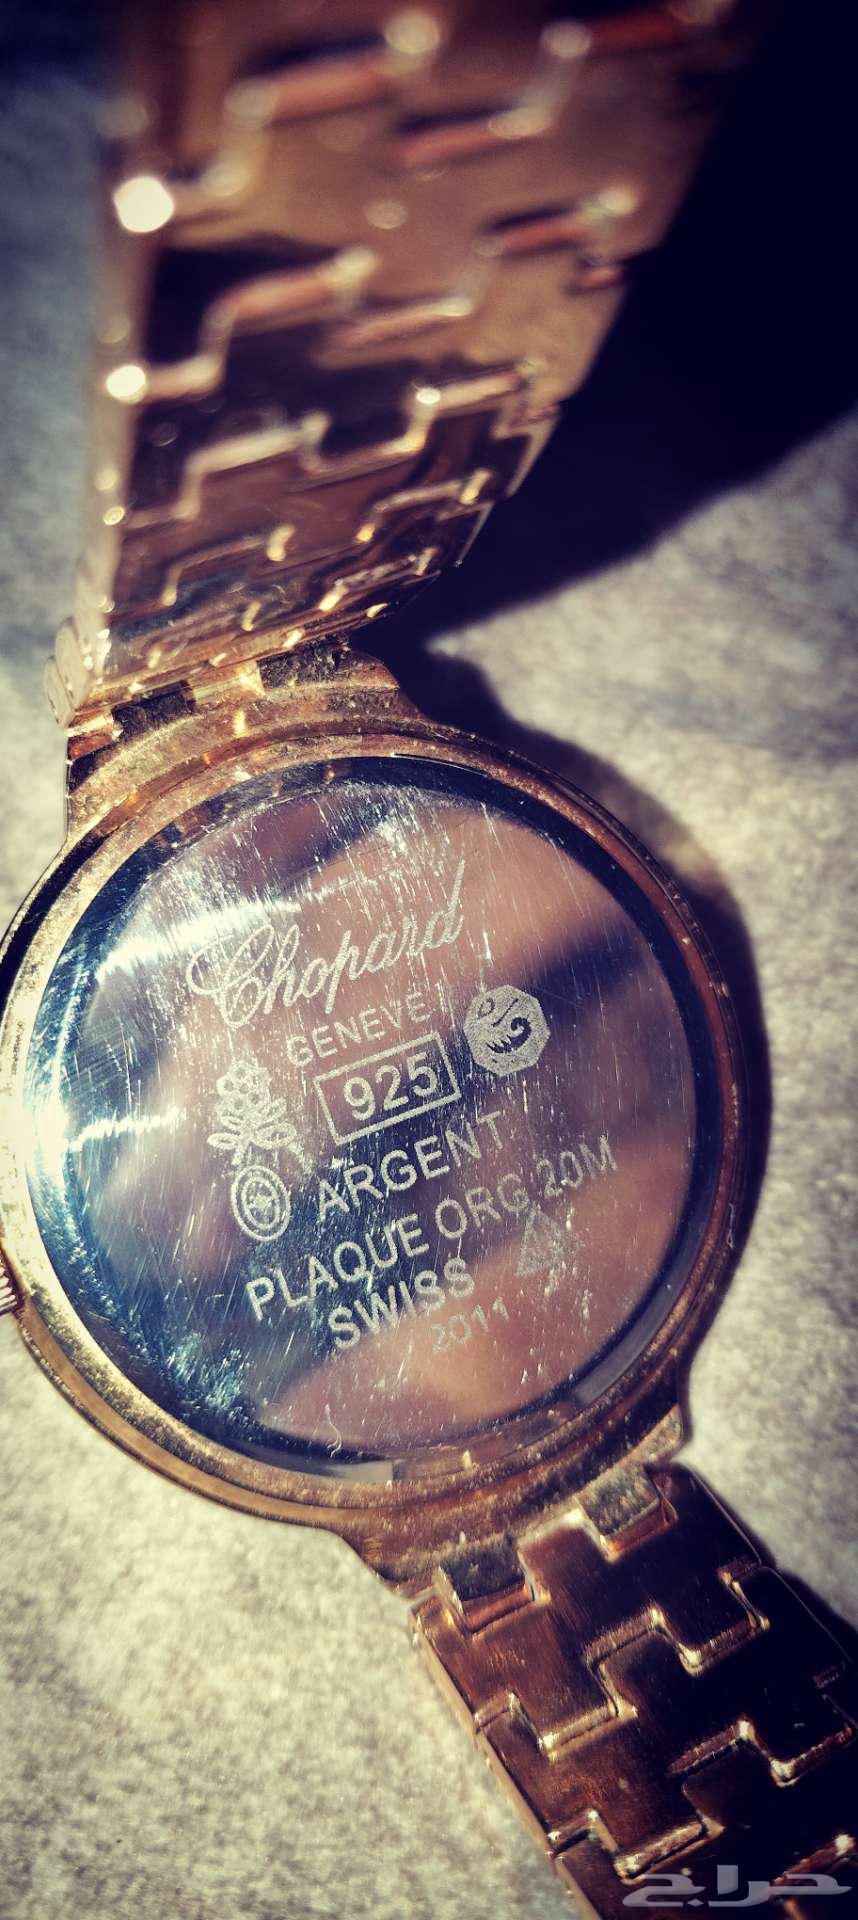 Chopard
GENEVE
925
ARGENT
PLAQUE ORG 20M
SWISS
2011
حراج